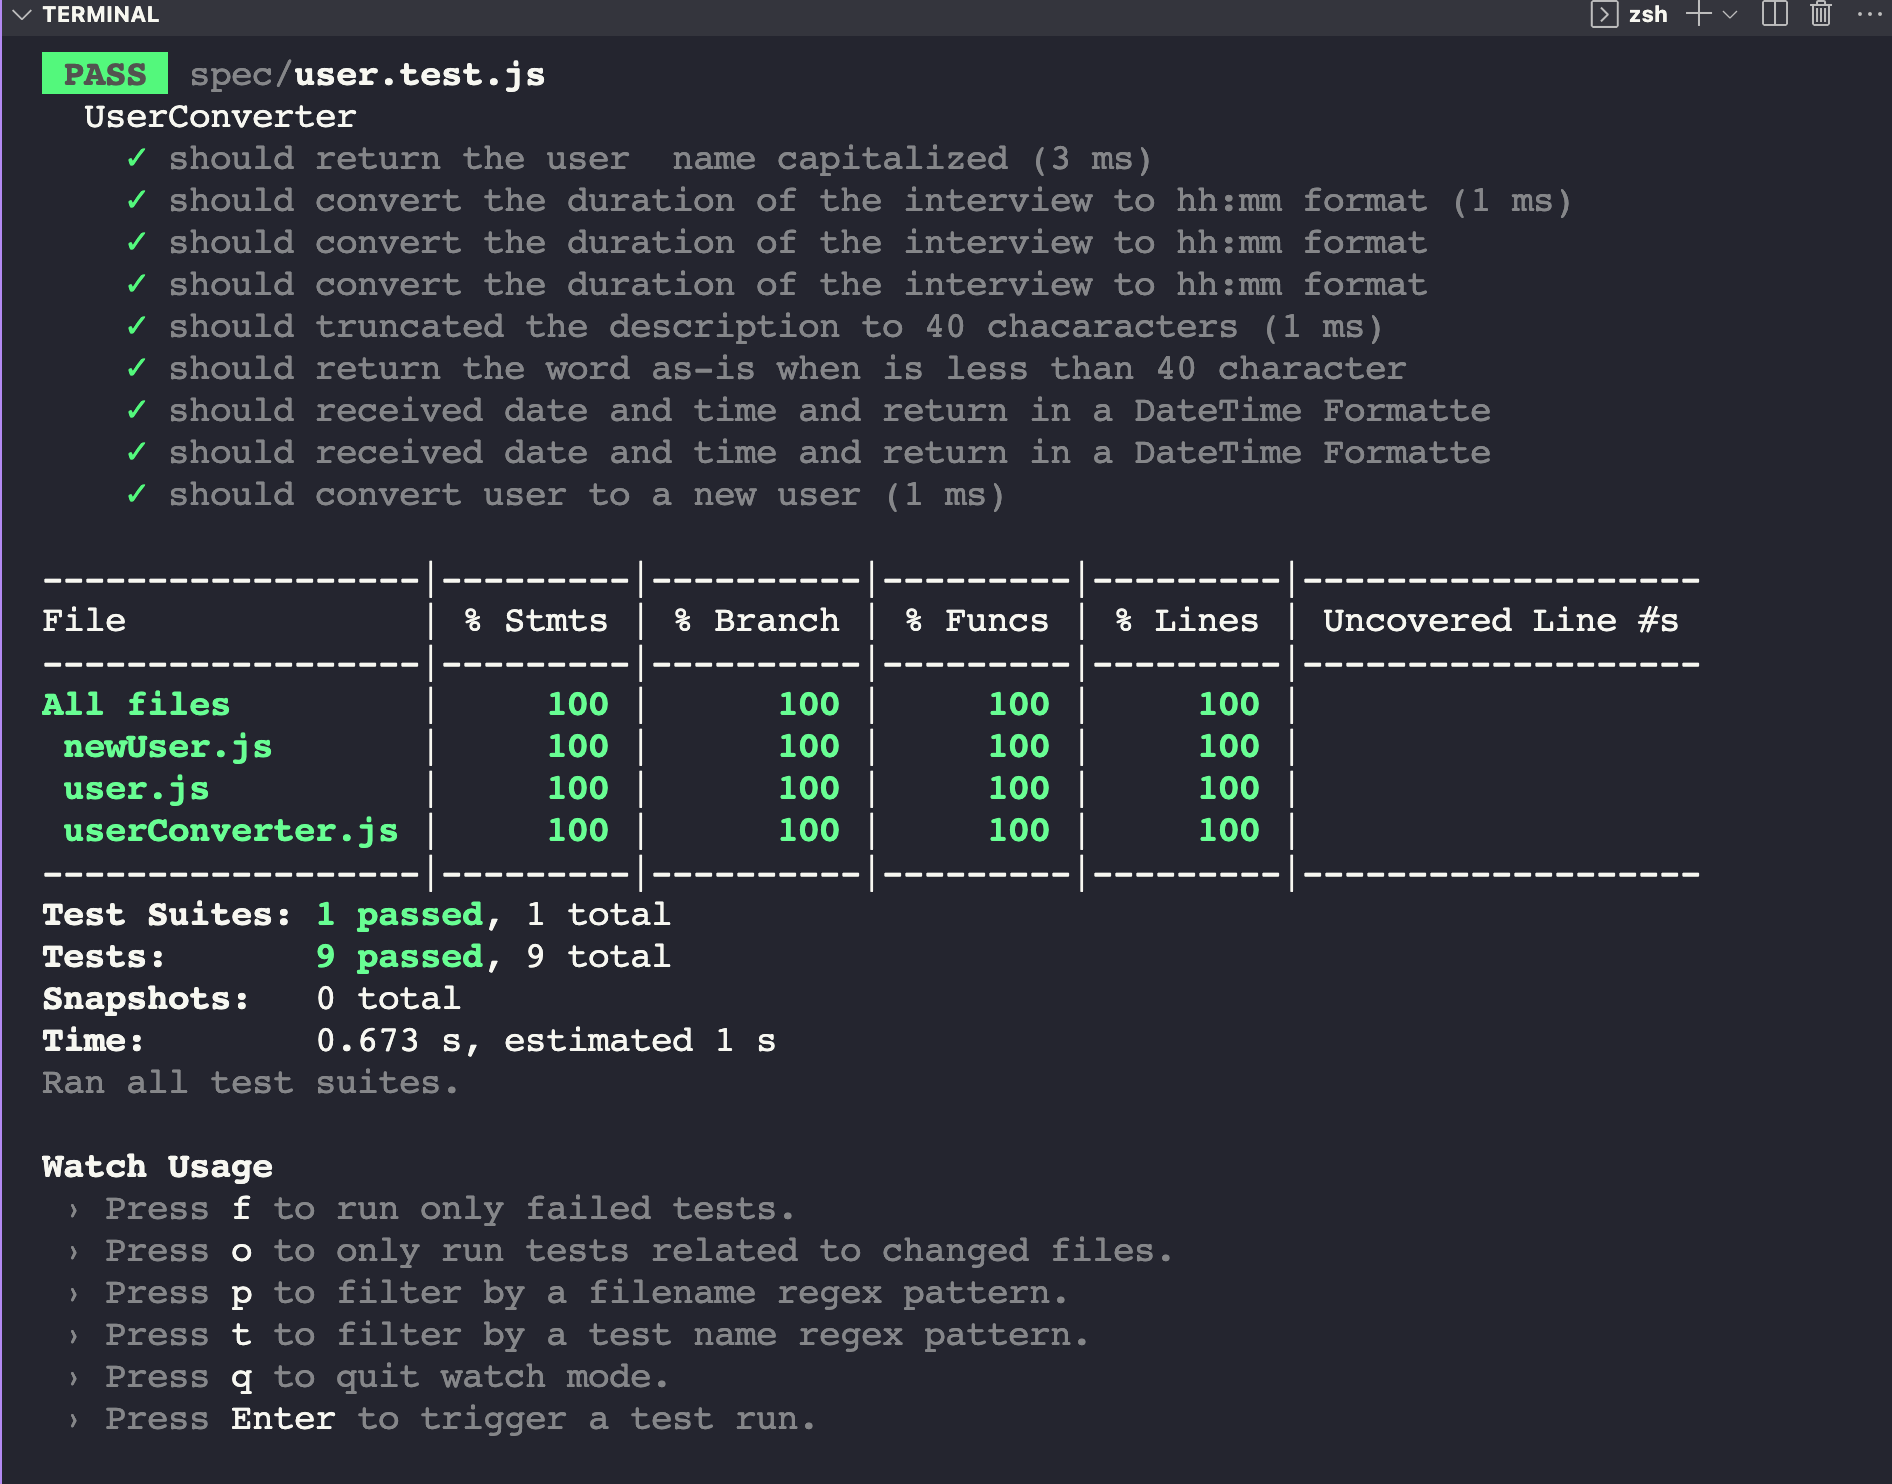 TERMINAL zsh
PASS spec/user.test.js
UserConverter
✓ should return the user  name capitalized (3 ms)
✓ should convert the duration of the interview to hh:mm format (1 ms)
✓ should convert the duration of the interview to hh:mm format
✓ should convert the duration of the interview to hh:mm format
✓ should truncated the description to 40 chacaracters (1 ms)
✓ should return the word as-is when is less than 40 character
✓ should received date and time and return in a DateTime Formatte
✓ should received date and time and return in a DateTime Formatte
✓ should convert user to a new user (1 ms)
------------------|---------|----------|---------|---------|-------------------
File              | % Stmts | % Branch | % Funcs | % Lines | Uncovered Line #s
------------------|---------|----------|---------|---------|-------------------
All files         |     100 |      100 |     100 |     100 |
newUser.js       |     100 |      100 |     100 |     100 |
user.js          |     100 |      100 |     100 |     100 |
userConverter.js |     100 |      100 |     100 |     100 |
------------------|---------|----------|---------|---------|-------------------
Test Suites: 1 passed, 1 total
Tests:       9 passed, 9 total
Snapshots:   0 total
Time:        0.673 s, estimated 1 s
Ran all test suites.
Watch Usage
› Press f to run only failed tests.
› Press o to only run tests related to changed files.
› Press p to filter by a filename regex pattern.
› Press t to filter by a test name regex pattern.
› Press q to quit watch mode.
› Press Enter to trigger a test run.